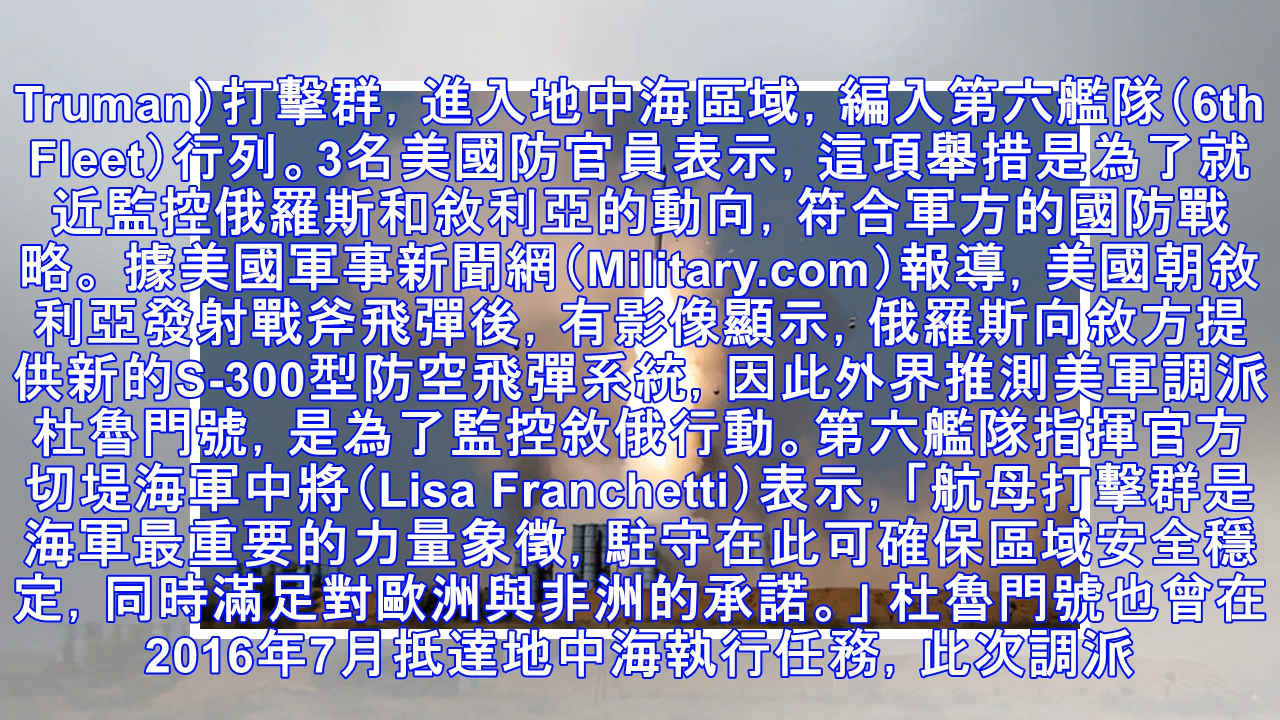 Truman）打擊群，進入地中海區域，編入第六艦隊（6th
Fleet）行列。3名美國防官員表示，這項舉措是為了就
近監控俄羅斯和敘利亞的動向，符合軍方的國防戰
略。據美國軍事新聞網（Military.com）報導，美國朝敘
利亞發射戰斧飛彈後，有影像顯示，俄羅斯向敘方提
供新的S-300型防空飛彈系統，因此外界推測美軍調派
杜魯門號，是為了監控敘俄行動。第六艦隊指揮官方
切堤海軍中將（Lisa Franchetti）表示，「航母打擊群是
海軍最重要的力量象徵，駐守在此可確保區域安全穩
定，同時滿足對歐洲與非洲的承諾。」杜魯門號也曾在
2016年7月抵達地中海執行任務，此次調派